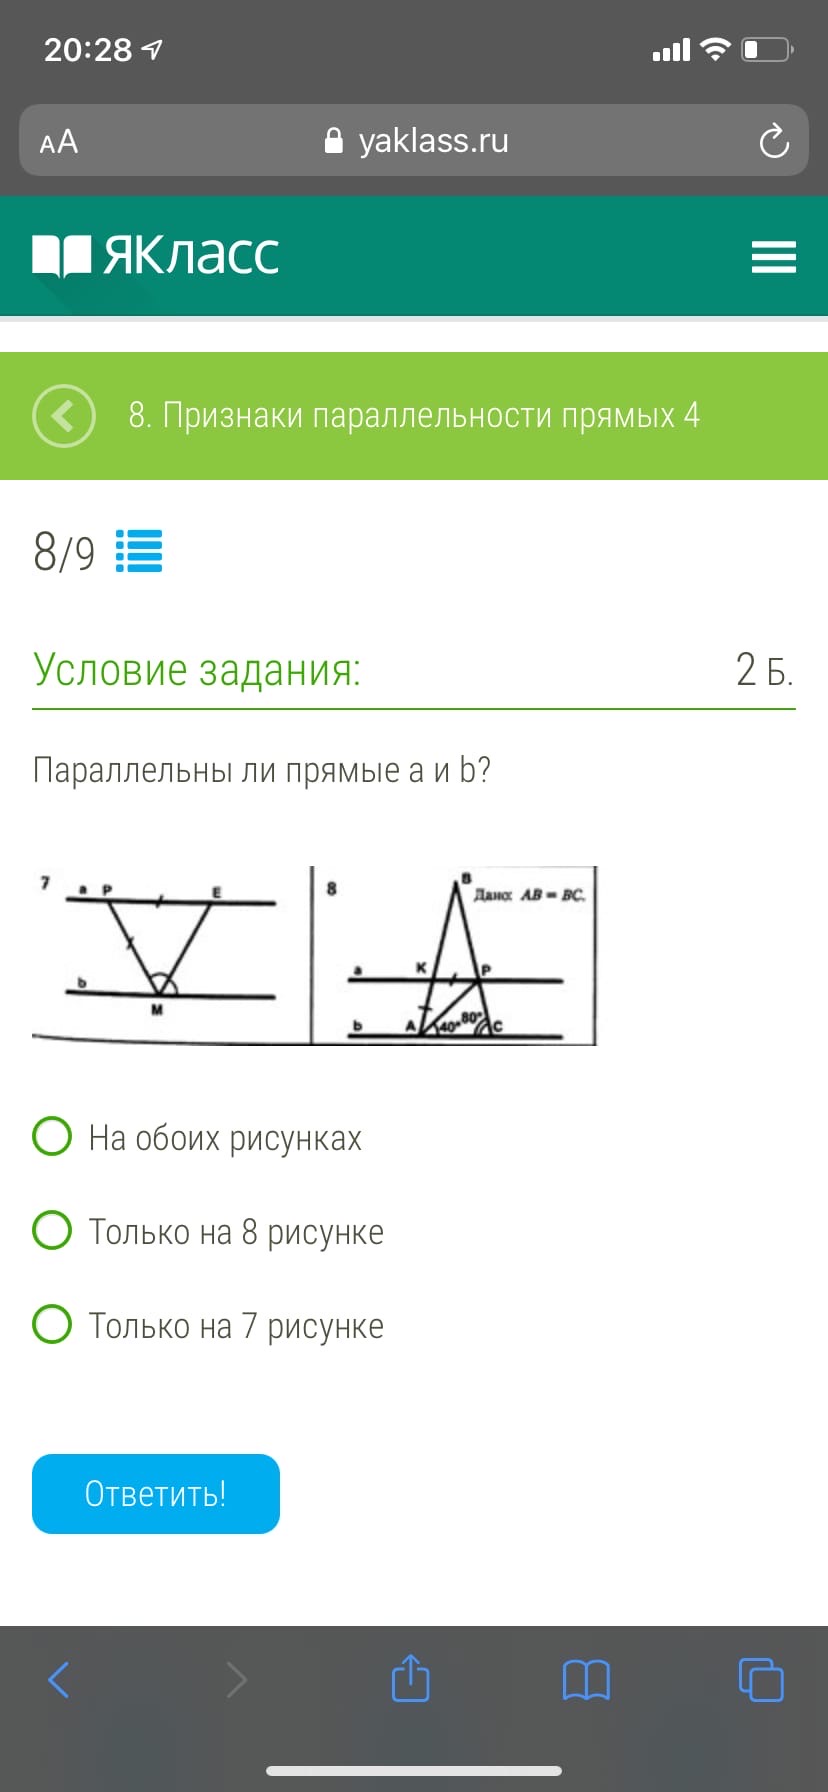 20:28
AA yaklass.ru
ЯКласс
8. Признаки параллельности прямых 4
8/9
Условие задания: 2 Б.
Параллельны ли прямые a и b?
7 a P E
b
M
8 B
Дано: AB = BC.
a K P
b A 40° 80° C
На обоих рисунках
Только на 8 рисунке
Только на 7 рисунке
Ответить!